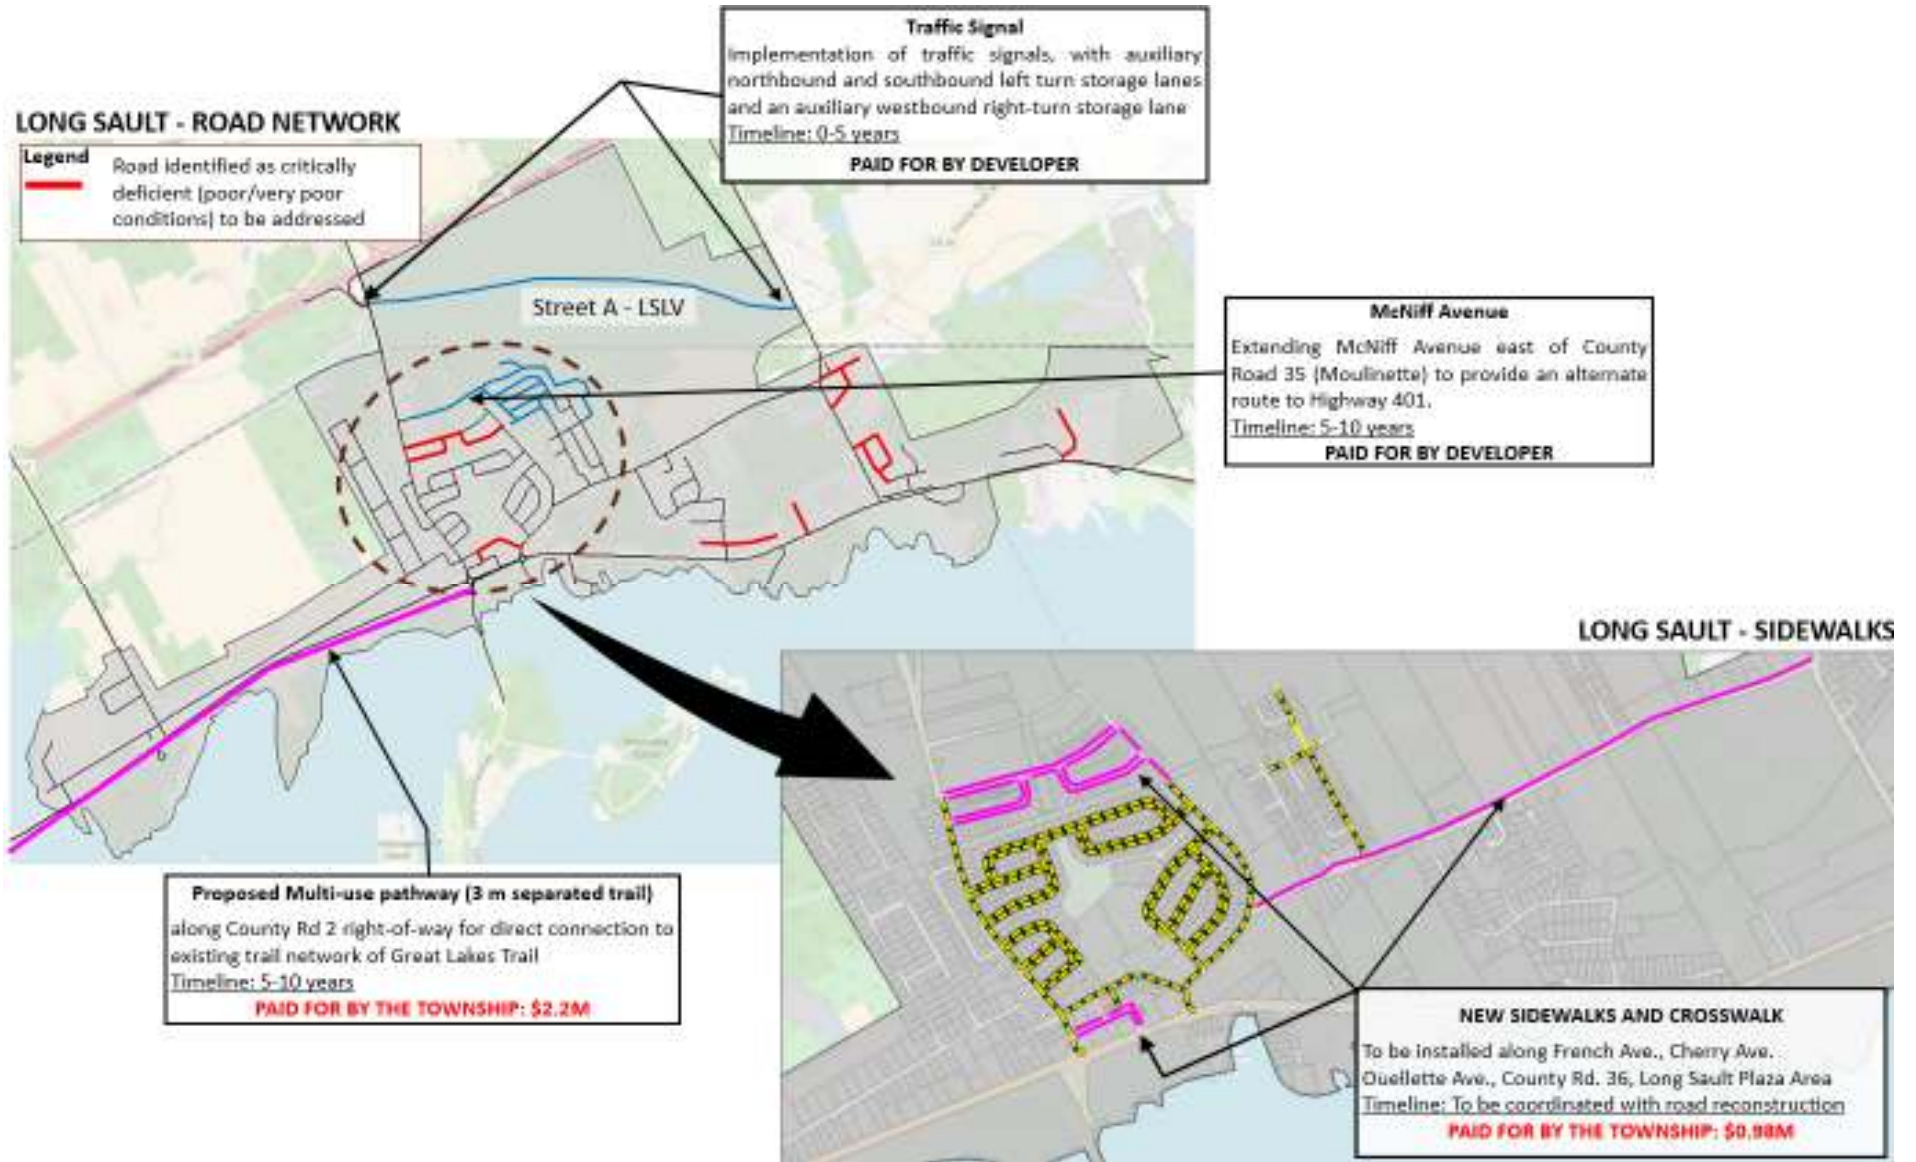 Traffic Signal
Implementation of traffic signals, with auxiliary
northbound and southbound left turn storage lanes
and an auxiliary westbound right-turn storage lane
Timeline: 0-5 years
PAID FOR BY DEVELOPER
LONG SAULT - ROAD NETWORK
Legend
Road identified as critically
deficient (poor/very poor
conditions) to be addressed
Street A - LSLV
McNiff Avenue
Extending McNiff Avenue east of County
Road 35 (Moulinette) to provide an alternate
route to Highway 401.
Timeline: 5-10 years
PAID FOR BY DEVELOPER
LONG SAULT - SIDEWALKS
Proposed Multi-use pathway (3 m separated trail)
along County Rd 2 right-of-way for direct connection to
existing trail network of Great Lakes Trail
Timeline: 5-10 years
PAID FOR BY THE TOWNSHIP: $2.2M
NEW SIDEWALKS AND CROSSWALK
To be installed along French Ave., Cherry Ave.
Ouellette Ave., County Rd. 36, Long Sault Plaza Area
Timeline: To be coordinated with road reconstruction
PAID FOR BY THE TOWNSHIP: $0.98M